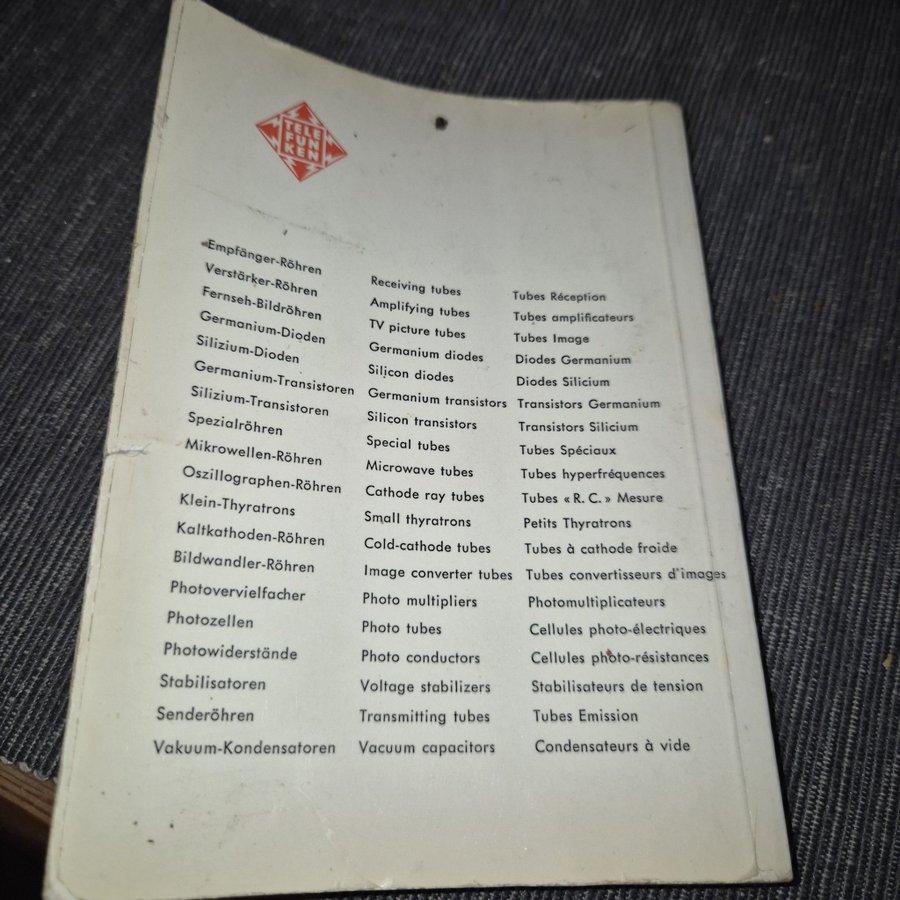 TELE
FUN
KEN
Empfänger-Röhren
Verstärker-Röhren
Fernseh-Bildröhren
Germanium-Dioden
Silizium-Dioden
Germanium-Transistoren
Silizium-Transistoren
Spezialröhren
Mikrowellen-Röhren
Oszillographen-Röhren
Klein-Thyratrons
Kaltkathoden-Röhren
Bildwandler-Röhren
Photovervielfacher
Photozellen
Photowiderstände
Stabilisatoren
Senderöhren
Vakuum-Kondensatoren
Receiving tubes
Amplifying tubes
TV picture tubes
Germanium diodes
Silicon diodes
Germanium transistors
Silicon transistors
Special tubes
Microwave tubes
Cathode ray tubes
Small thyratrons
Cold-cathode tubes
Image converter tubes
Photo multipliers
Photo tubes
Photo conductors
Voltage stabilizers
Transmitting tubes
Vacuum capacitors
Tubes Réception
Tubes amplificateurs
Tubes Image
Diodes Germanium
Diodes Silicium
Transistors Germanium
Transistors Silicium
Tubes Spéciaux
Tubes hyperfréquences
Tubes « R. C. » Mesure
Petits Thyratrons
Tubes à cathode froide
Tubes convertisseurs d'images
Photomultiplicateurs
Cellules photo-électriques
Cellules photo-résistances
Stabilisateurs de tension
Tubes Emission
Condensateurs à vide